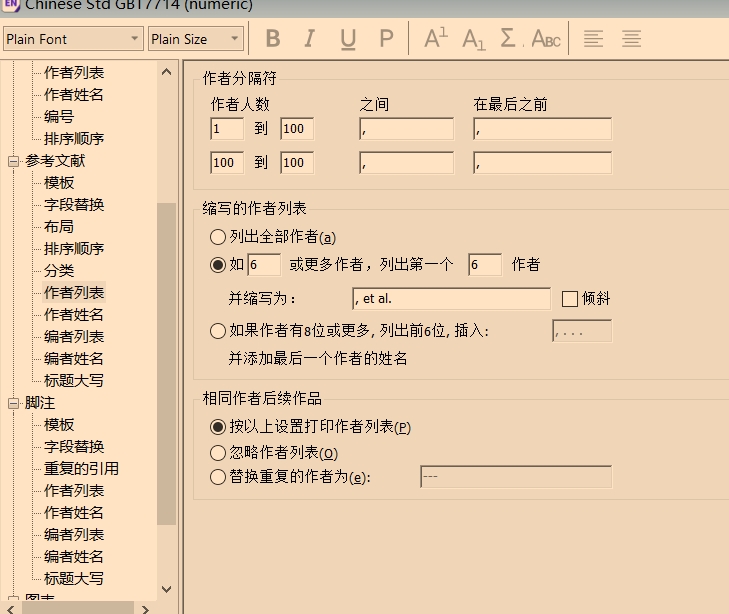 EN Chinese Std GBT7714 (numeric)
Plain Font Plain Size B I U P A1 A1 Σ ABC
作者列表
作者姓名
编号
排序顺序
参考文献
模板
字段替换
布局
排序顺序
分类
作者列表
作者姓名
编者列表
编者姓名
标题大写
脚注
模板
字段替换
重复的引用
作者列表
作者姓名
编者列表
编者姓名
标题大写
图表
作者分隔符
作者人数 之间 在最后之前
1 到 100 , ,
100 到 100 , ,
缩写的作者列表
列出全部作者(a)
如 6 或更多作者，列出第一个 6 作者
并缩写为： , et al. 倾斜
如果作者有8位或更多, 列出前6位, 插入: , . . .
并添加最后一个作者的姓名
相同作者后续作品
按以上设置打印作者列表(P)
忽略作者列表(O)
替换重复的作者为(e): ---